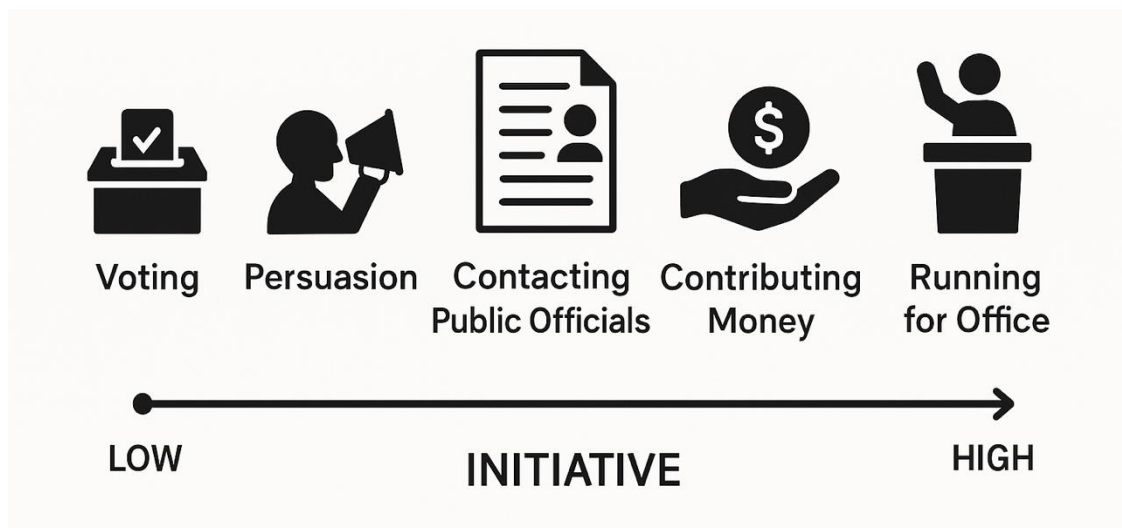 $
Voting
Persuasion
Contacting
Public Officials
Contributing
Money
Running
for Office
LOW
INITIATIVE
HIGH